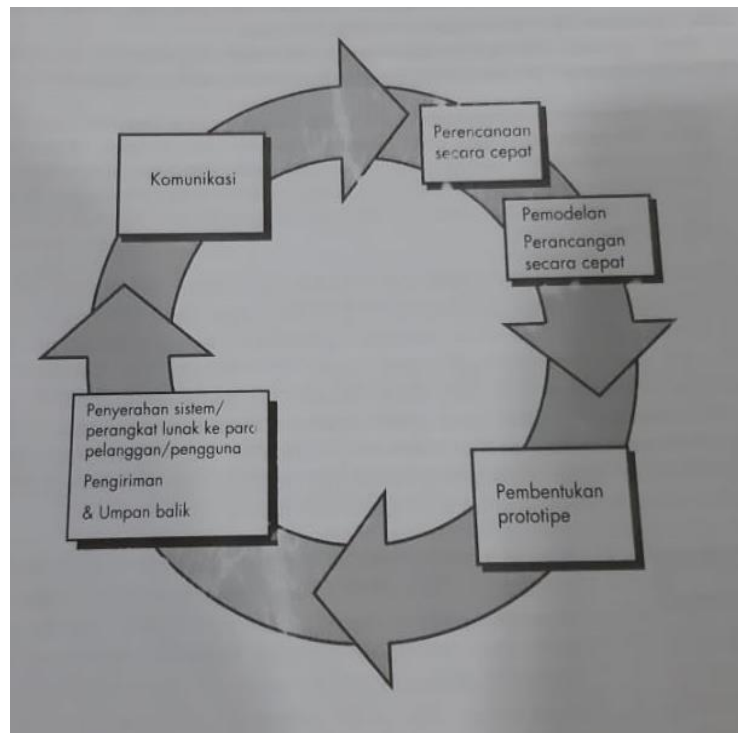 Komunikasi
Perencanaan
secara cepat
Pemodelan
Perancangan
secara cepat
Pembentukan
prototipe
Penyerahan sistem/
perangkat lunak ke para
pelanggan/pengguna
Pengiriman
& Umpan balik